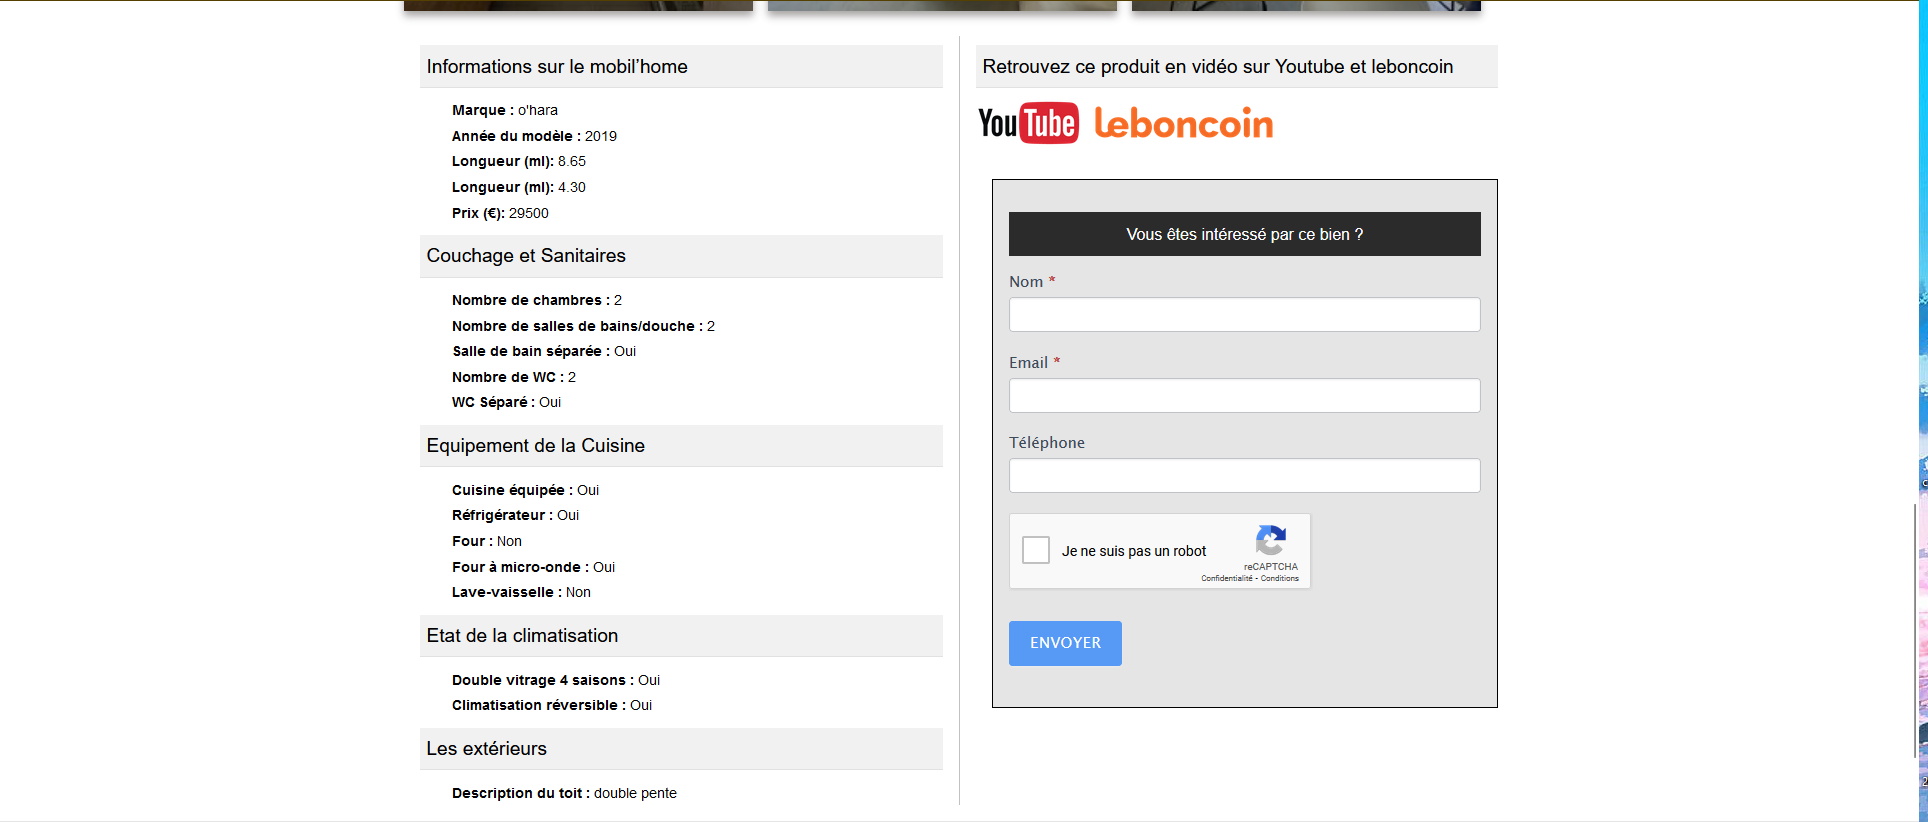 Informations sur le mobil’home
Marque : o'hara
Année du modèle : 2019
Longueur (ml): 8.65
Longueur (ml): 4.30
Prix (€): 29500
Couchage et Sanitaires
Nombre de chambres : 2
Nombre de salles de bains/douche : 2
Salle de bain séparée : Oui
Nombre de WC : 2
WC Séparé : Oui
Equipement de la Cuisine
Cuisine équipée : Oui
Réfrigérateur : Oui
Four : Non
Four à micro-onde : Oui
Lave-vaisselle : Non
Etat de la climatisation
Double vitrage 4 saisons : Oui
Climatisation réversible : Oui
Les extérieurs
Description du toit : double pente
Retrouvez ce produit en vidéo sur Youtube et leboncoin
YouTube leboncoin
Vous êtes intéressé par ce bien ?
Nom *
Email *
Téléphone
Je ne suis pas un robot
reCAPTCHA
Confidentialité - Conditions
ENVOYER